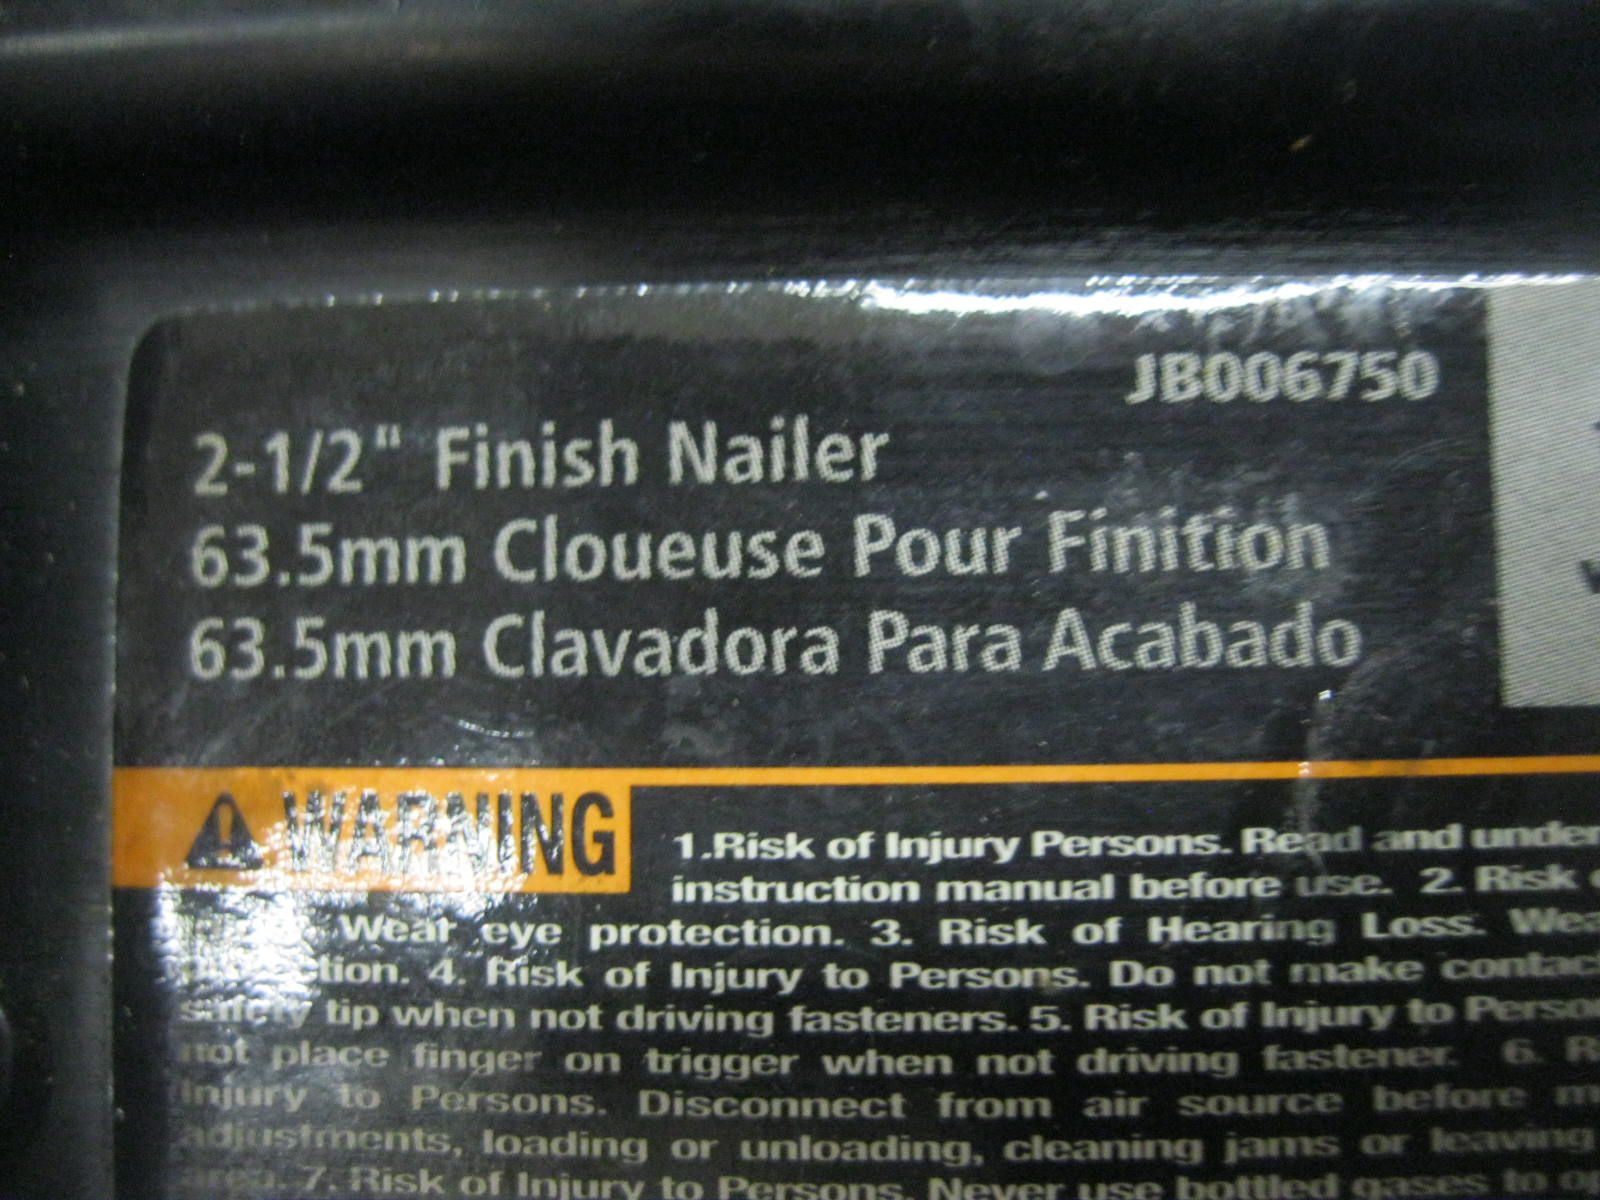 JB006750
2-1/2" Finish Nailer
63.5mm Cloueuse Pour Finition
63.5mm Clavadora Para Acabado
WARNING
1.Risk of Injury Persons. Read and
instruction manual before use. 2. Risk
Wear eye protection. 3. Risk of Hearing Loss.
4. Risk of Injury to Persons. Do not make
safety tip when not driving fasteners. 5. Risk of Injury to
not place finger on trigger when not driving fastener. 6.
Injury to Persons. Disconnect from air source before
adjustments, loading or unloading, cleaning jams or leaving
area. 7. Risk of Injury to Persons. Never use bottled gases to